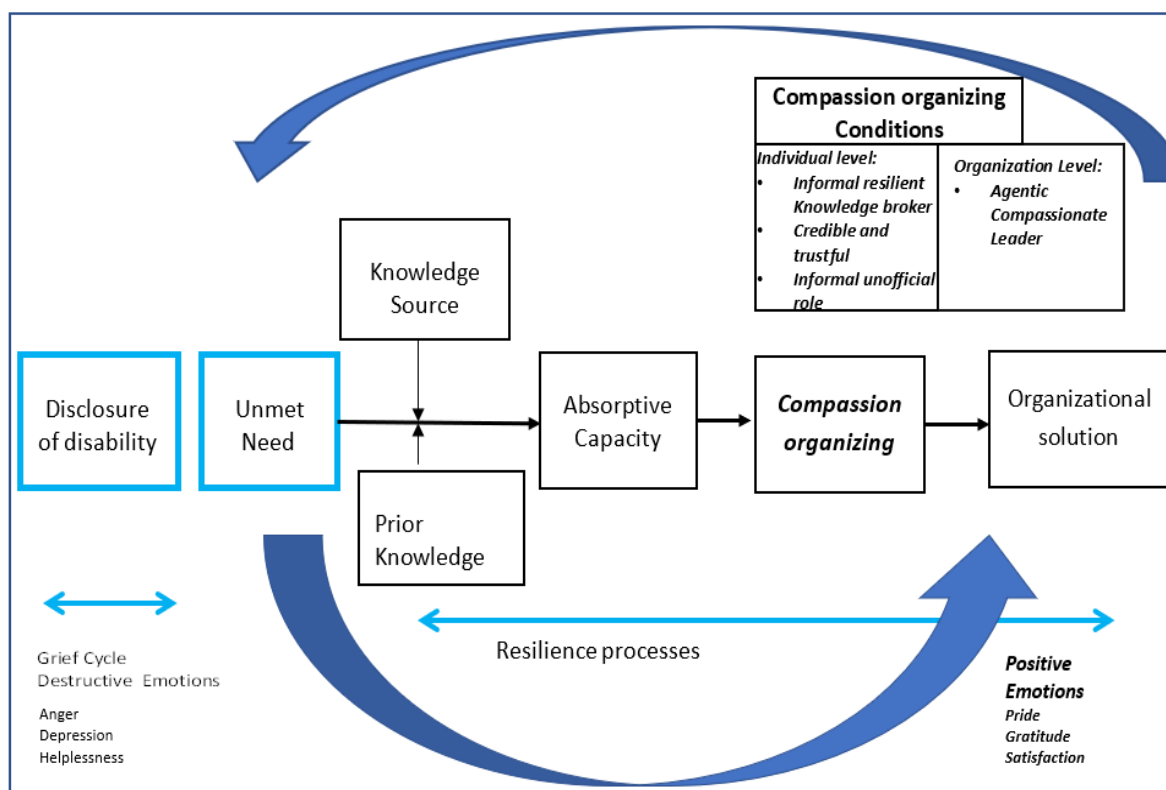 Compassion organizing
Conditions
Individual level:
• Informal resilient
Knowledge broker
• Credible and
trustful
• Informal unofficial
role
Organization Level:
• Agentic
Compassionate
Leader
Knowledge
Source
Disclosure
of disability
Unmet
Need
Absorptive
Capacity
Compassion
organizing
Organizational
solution
Prior
Knowledge
Grief Cycle
Destructive Emotions
Anger
Depression
Helplessness
Resilience processes
Positive
Emotions
Pride
Gratitude
Satisfaction